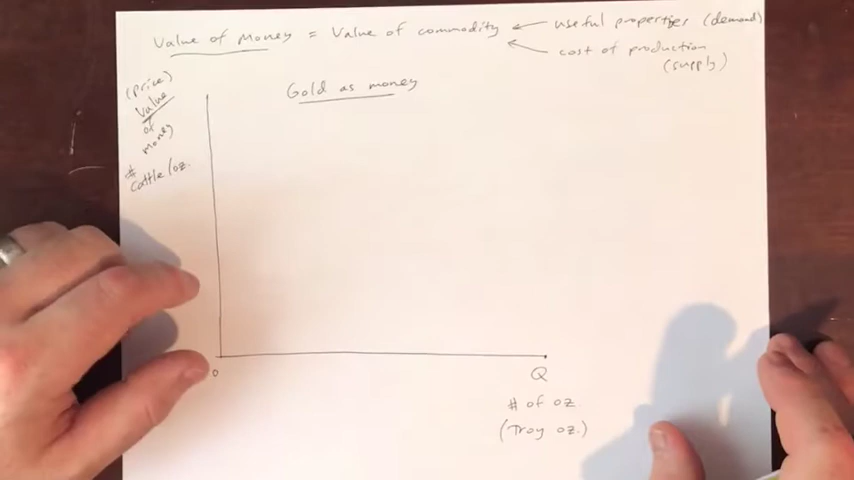 Value of Money = Value of commodity ← useful properties (demand)
← cost of production
(supply)
Gold as money
(price)
Value
of
money
#
cattle/oz.
0
Q
# of oz.
(Troy oz.)